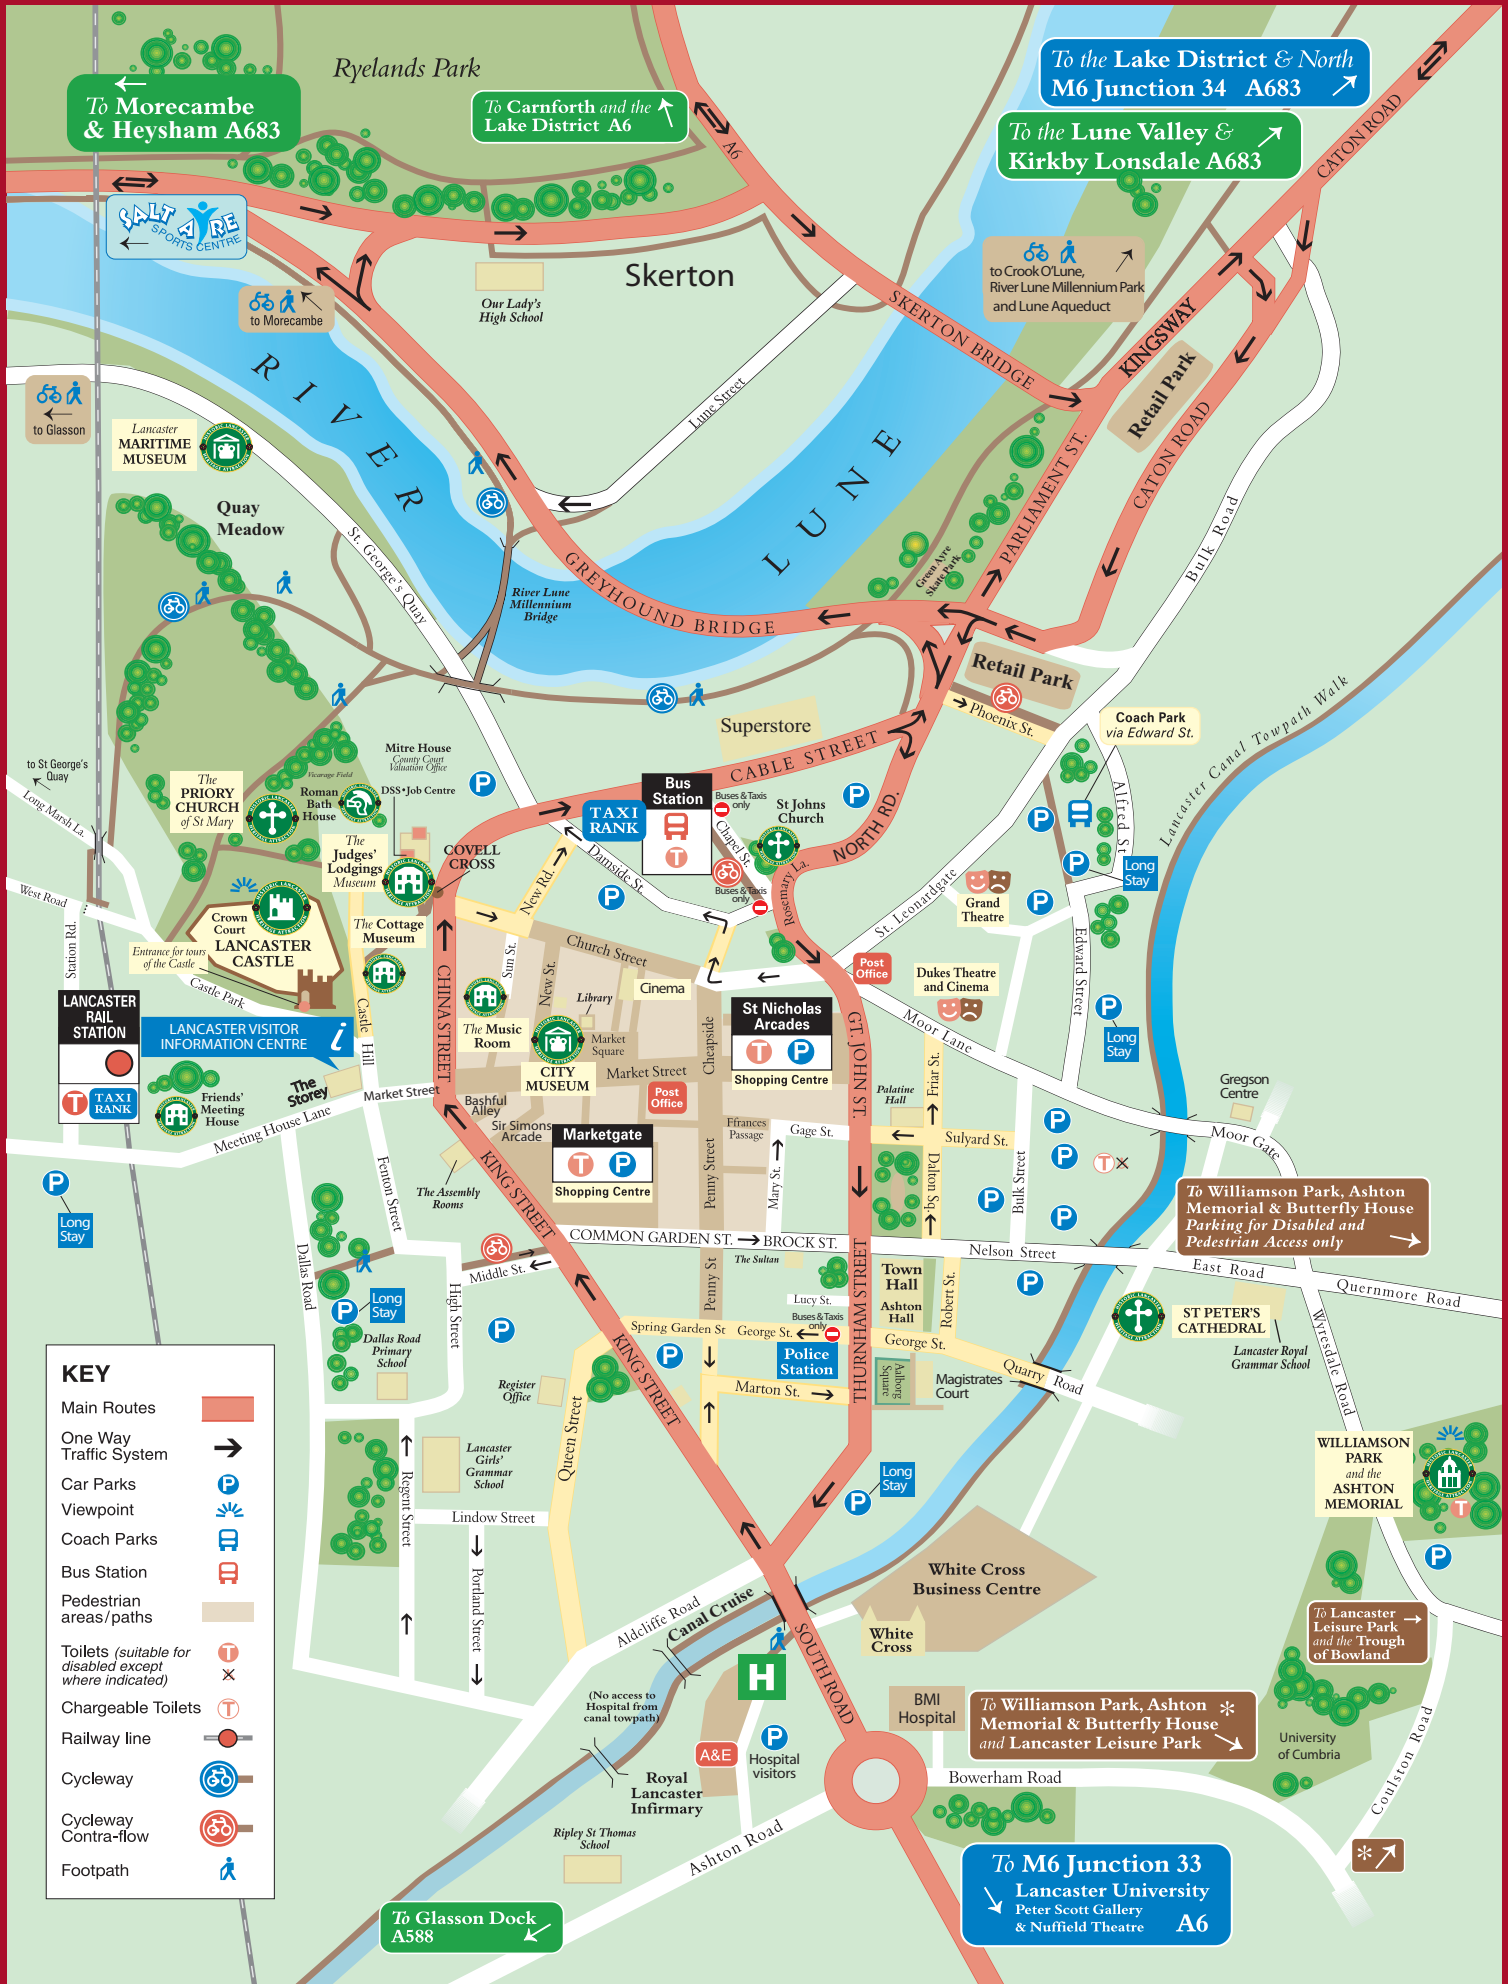 Ryelands Park
To Morecambe
& Heysham A683
To Carnforth and the
Lake District A6
To the Lake District & North
M6 Junction 34 A683
To the Lune Valley &
Kirkby Lonsdale A683
CATON ROAD
A6
SALT AYRE
SPORTS CENTRE
to Morecambe
Our Lady's
High School
Skerton
to Crook O'Lune,
River Lune Millennium Park
and Lune Aqueduct
SKERTON BRIDGE
KINGSWAY
Retail Park
CATON ROAD
to Glasson
Lancaster
MARITIME
MUSEUM
RIVER
LUNE
Lune Street
PARLIAMENT ST.
Bulk Road
Quay
Meadow
St. George's Quay
GREYHOUND BRIDGE
River Lune
Millennium
Bridge
Green Ayre
Skate Park
Retail Park
Phoenix St.
Coach Park
via Edward St.
Lancaster Canal Towpath Walk
Superstore
CABLE STREET
NORTH RD.
to St George's
Quay
Long Marsh La.
West Road
Station Rd.
The
PRIORY
CHURCH
of St Mary
Vicarage Field
Roman
Bath
House
Mitre House
County Court
Valuation Office
DSS•Job Centre
The
Judges'
Lodgings
Museum
COVELL
CROSS
P
TAXI
RANK
Bus
Station
T
Buses & Taxis
only
Chapel St.
Buses & Taxis
only
St Johns
Church
P
Rosemary La.
Damside St.
P
New Rd.
Alfred St
P
P
Long
Stay
P
St. Leonardgate
Grand
Theatre
Edward Street
Crown
Court
LANCASTER
CASTLE
Entrance for tours
of the Castle
Castle Park
The Cottage
Museum
Castle Hill
CHINA STREET
Church Street
Sun St.
New St.
Cinema
Library
The Music
Room
CITY
MUSEUM
Market
Square
Market Street
Cheapside
Post
Office
St Nicholas
Arcades
T P
Shopping Centre
Post
Office
Dukes Theatre
and Cinema
Moor Lane
P
Long
Stay
GT. JOHN ST.
LANCASTER
RAIL
STATION
T TAXI
RANK
LANCASTER VISITOR
INFORMATION CENTRE
i
The
Storey
Market Street
Friends'
Meeting
House
Meeting House Lane
Bashful
Alley
Sir Simons
Arcade
Marketgate
T P
Shopping Centre
The Assembly
Rooms
Ffrances
Passage
Gage St.
Mary St.
Penny Street
Palatine
Hall
Friar St.
Sulyard St.
Dalton Sq.
Bulk Street
P
P
T
P
P
Gregson
Centre
Moor Gate
To Williamson Park, Ashton
Memorial & Butterfly House
Parking for Disabled and
Pedestrian Access only
P
Long
Stay
Dallas Road
Fenton Street
KING STREET
COMMON GARDEN ST.
BROCK ST.
The Sultan
Nelson Street
East Road
Quernmore Road
Wyresdale Road
Middle St.
High Street
P
Long
Stay
Dallas Road
Primary
School
P
Penny St
Lucy St.
Buses & Taxis
only
Spring Garden St
George St.
Police
Station
P
Marton St.
THURNHAM STREET
Town
Hall
Ashton
Hall
Robert St.
George St.
Aalborg
Square
Magistrates
Court
Quarry Road
P
ST PETER'S
CATHEDRAL
Lancaster Royal
Grammar School
KING STREET
Register
Office
Queen Street
Lancaster
Girls'
Grammar
School
Regent Street
Lindow Street
Portland Street
P
Long
Stay
WILLIAMSON
PARK
and the
ASHTON
MEMORIAL
T
P
KEY
Main Routes
One Way
Traffic System
Car Parks
P
Viewpoint
Coach Parks
Bus Station
Pedestrian
areas/paths
Toilets (suitable for
disabled except
where indicated)
T
Chargeable Toilets
T
Railway line
Cycleway
Cycleway
Contra-flow
Footpath
Aldcliffe Road
Canal Cruise
White Cross
Business Centre
White
Cross
SOUTH ROAD
H
(No access to
Hospital from
canal towpath)
A&E
P
Hospital
visitors
Royal
Lancaster
Infirmary
Ripley St Thomas
School
Ashton Road
BMI
Hospital
To Williamson Park, Ashton *
Memorial & Butterfly House
and Lancaster Leisure Park
Bowerham Road
To Lancaster
Leisure Park
and the Trough
of Bowland
University
of Cumbria
Coulston Road
*
To M6 Junction 33
Lancaster University
Peter Scott Gallery
& Nuffield Theatre A6
To Glasson Dock
A588